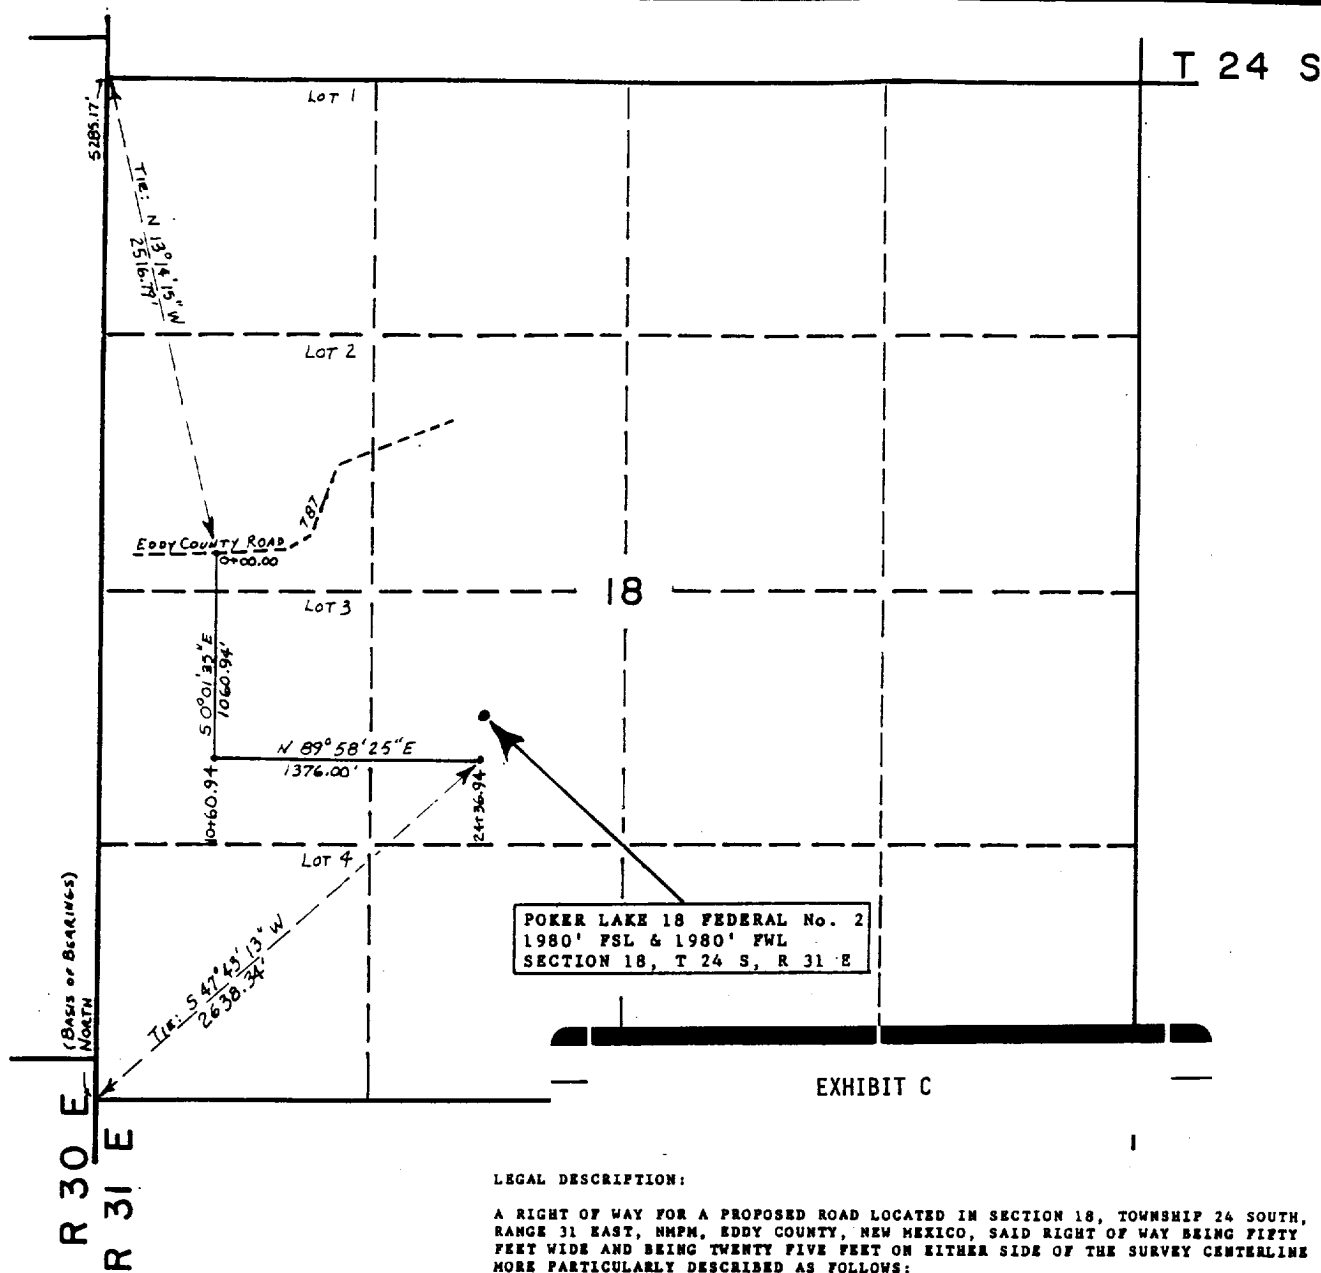 T 24 S
LOT 1
5285.17'
TIE: N 13°14'15" W
2516.79'
LOT 2
787
EDDY COUNTY ROAD
0+00.00
18
LOT 3
S 0°01'35" E
1060.94'
N 89°58'25" E
1376.00'
10+60.94
24+36.94
LOT 4
POKER LAKE 18 FEDERAL No. 2
1980' FSL & 1980' FWL
SECTION 18, T 24 S, R 31 E
TIE: S 47°43'13" W
2638.34'
(BASIS OF BEARINGS)
NORTH
EXHIBIT C
R 30 E
R 31 E
LEGAL DESCRIPTION:
A RIGHT OF WAY FOR A PROPOSED ROAD LOCATED IN SECTION 18, TOWNSHIP 24 SOUTH,
RANGE 31 EAST, NMPM, EDDY COUNTY, NEW MEXICO, SAID RIGHT OF WAY BEING FIFTY
FEET WIDE AND BEING TWENTY FIVE FEET ON EITHER SIDE OF THE SURVEY CENTERLINE
MORE PARTICULARLY DESCRIBED AS FOLLOWS: